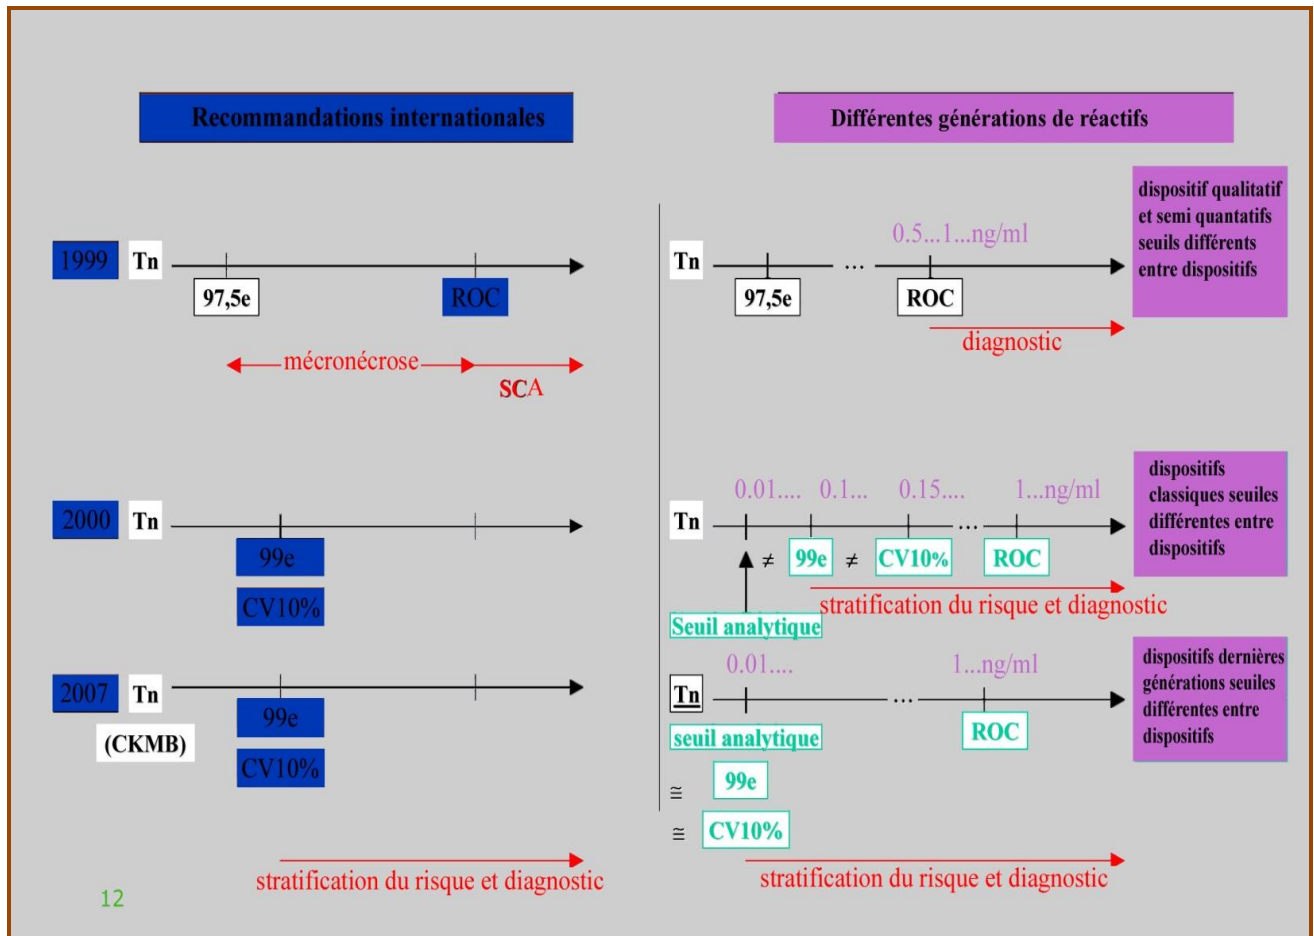 Recommandations internationales
Différentes générations de réactifs
1999 Tn
97,5e
ROC
mécronécrose
SCA
0.5...1...ng/ml
Tn
...
97,5e
ROC
diagnostic
dispositif qualitatif
et semi quantatifs
seuils différents
entre dispositifs
2000 Tn
99e
CV10%
0.01.... 0.1... 0.15.... 1...ng/ml
Tn
...
≠ 99e ≠ CV10% ROC
stratification du risque et diagnostic
Seuil analytique
dispositifs
classiques seuiles
différentes entre
dispositifs
2007 Tn
(CKMB)
99e
CV10%
stratification du risque et diagnostic
0.01.... 1...ng/ml
Tn
...
seuil analytique
ROC
≅ 99e
≅ CV10%
stratification du risque et diagnostic
dispositifs dernières
générations seuiles
différentes entre
dispositifs
12